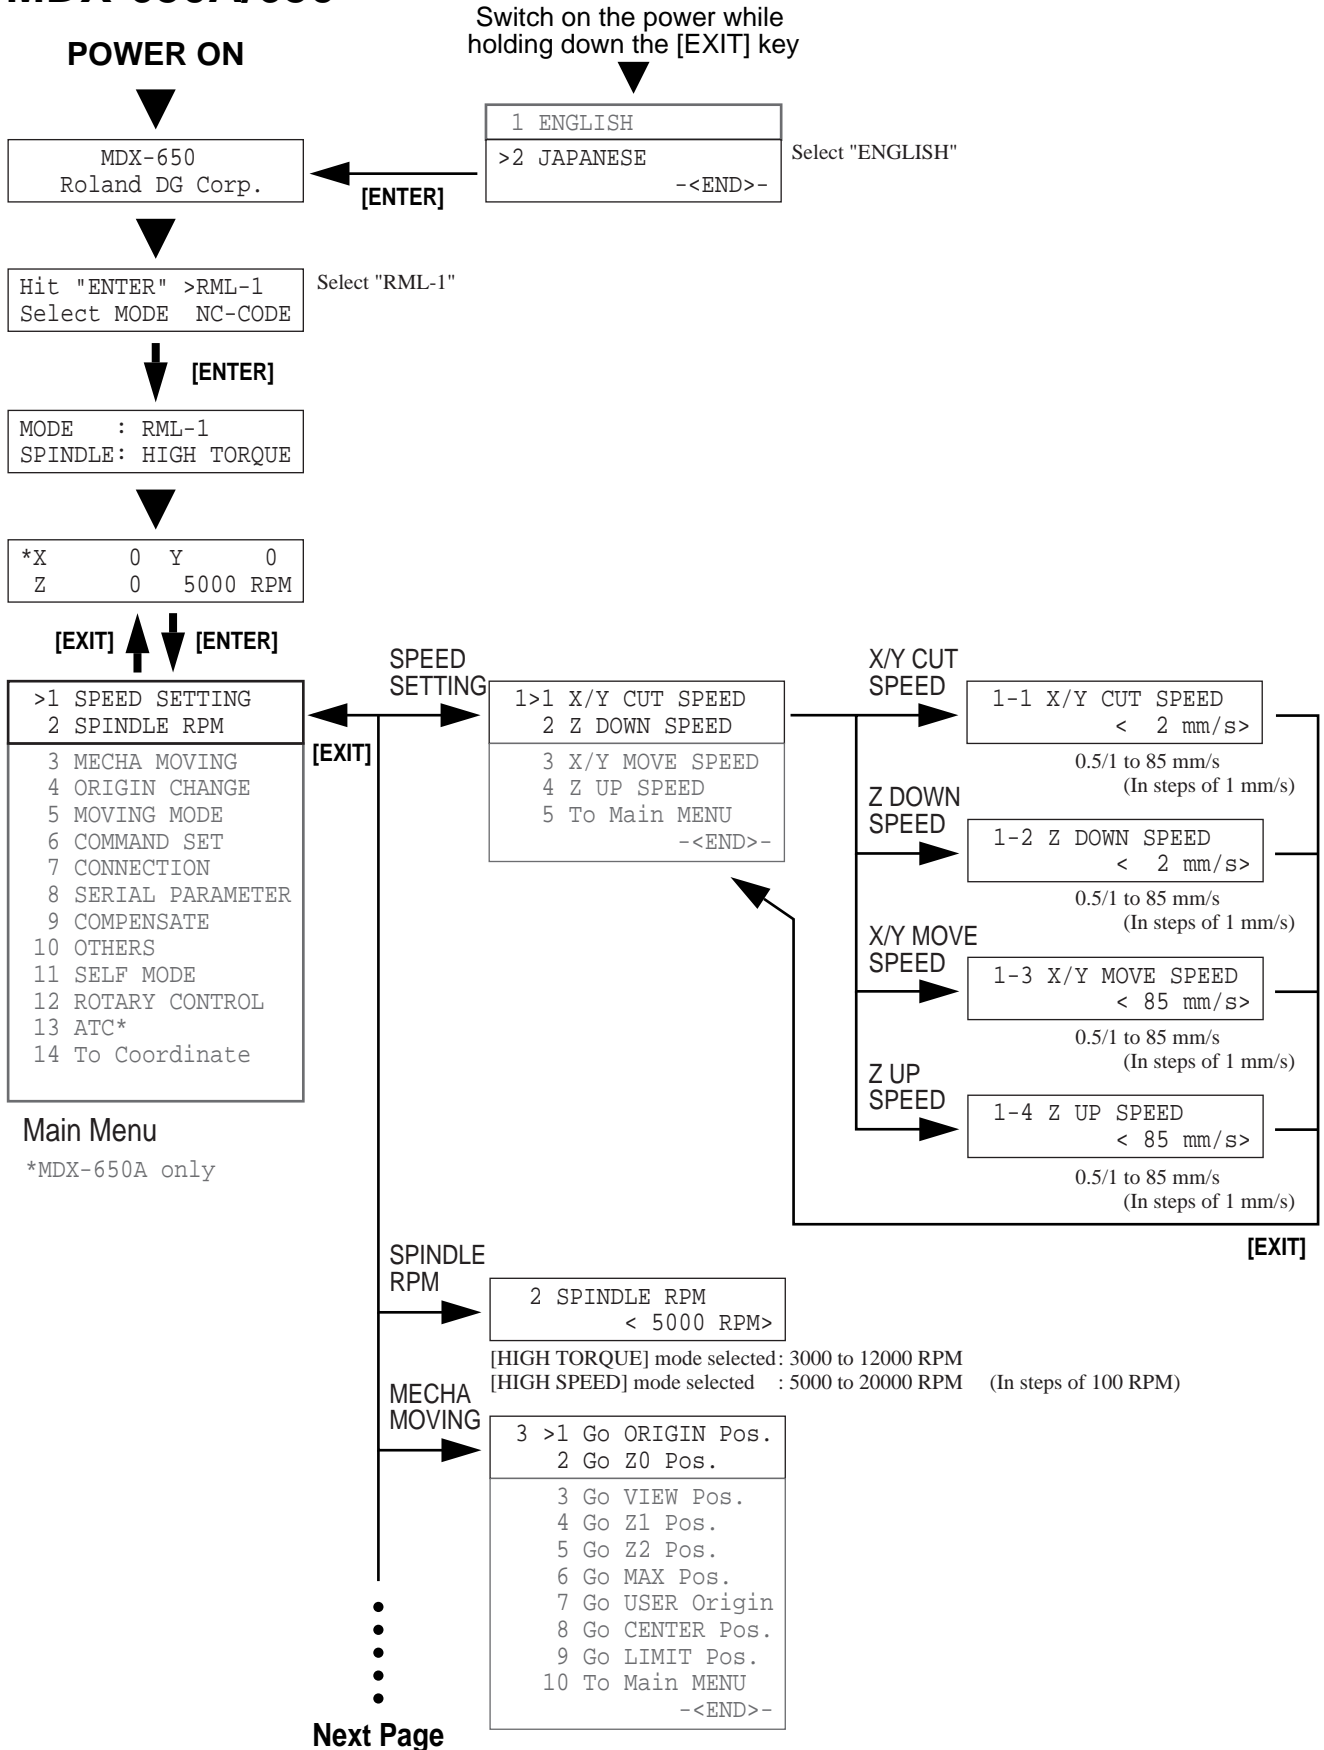 Switch on the power while
holding down the [EXIT] key
POWER ON
1 ENGLISH
>2 JAPANESE
-<END>-
Select "ENGLISH"
MDX-650
Roland DG Corp.
[ENTER]
Hit "ENTER" >RML-1
Select MODE NC-CODE
Select "RML-1"
[ENTER]
MODE : RML-1
SPINDLE: HIGH TORQUE
*X 0 Y 0
Z 0 5000 RPM
[EXIT] [ENTER]
>1 SPEED SETTING
2 SPINDLE RPM
3 MECHA MOVING
4 ORIGIN CHANGE
5 MOVING MODE
6 COMMAND SET
7 CONNECTION
8 SERIAL PARAMETER
9 COMPENSATE
10 OTHERS
11 SELF MODE
12 ROTARY CONTROL
13 ATC*
14 To Coordinate
Main Menu
*MDX-650A only
[EXIT]
SPEED
SETTING
1>1 X/Y CUT SPEED
2 Z DOWN SPEED
3 X/Y MOVE SPEED
4 Z UP SPEED
5 To Main MENU
-<END>-
X/Y CUT
SPEED
1-1 X/Y CUT SPEED
< 2 mm/s>
0.5/1 to 85 mm/s
(In steps of 1 mm/s)
Z DOWN
SPEED
1-2 Z DOWN SPEED
< 2 mm/s>
0.5/1 to 85 mm/s
(In steps of 1 mm/s)
X/Y MOVE
SPEED
1-3 X/Y MOVE SPEED
< 85 mm/s>
0.5/1 to 85 mm/s
(In steps of 1 mm/s)
Z UP
SPEED
1-4 Z UP SPEED
< 85 mm/s>
0.5/1 to 85 mm/s
(In steps of 1 mm/s)
[EXIT]
SPINDLE
RPM
2 SPINDLE RPM
< 5000 RPM>
[HIGH TORQUE] mode selected: 3000 to 12000 RPM
[HIGH SPEED] mode selected : 5000 to 20000 RPM (In steps of 100 RPM)
MECHA
MOVING
3 >1 Go ORIGIN Pos.
2 Go Z0 Pos.
3 Go VIEW Pos.
4 Go Z1 Pos.
5 Go Z2 Pos.
6 Go MAX Pos.
7 Go USER Origin
8 Go CENTER Pos.
9 Go LIMIT Pos.
10 To Main MENU
-<END>-
Next Page